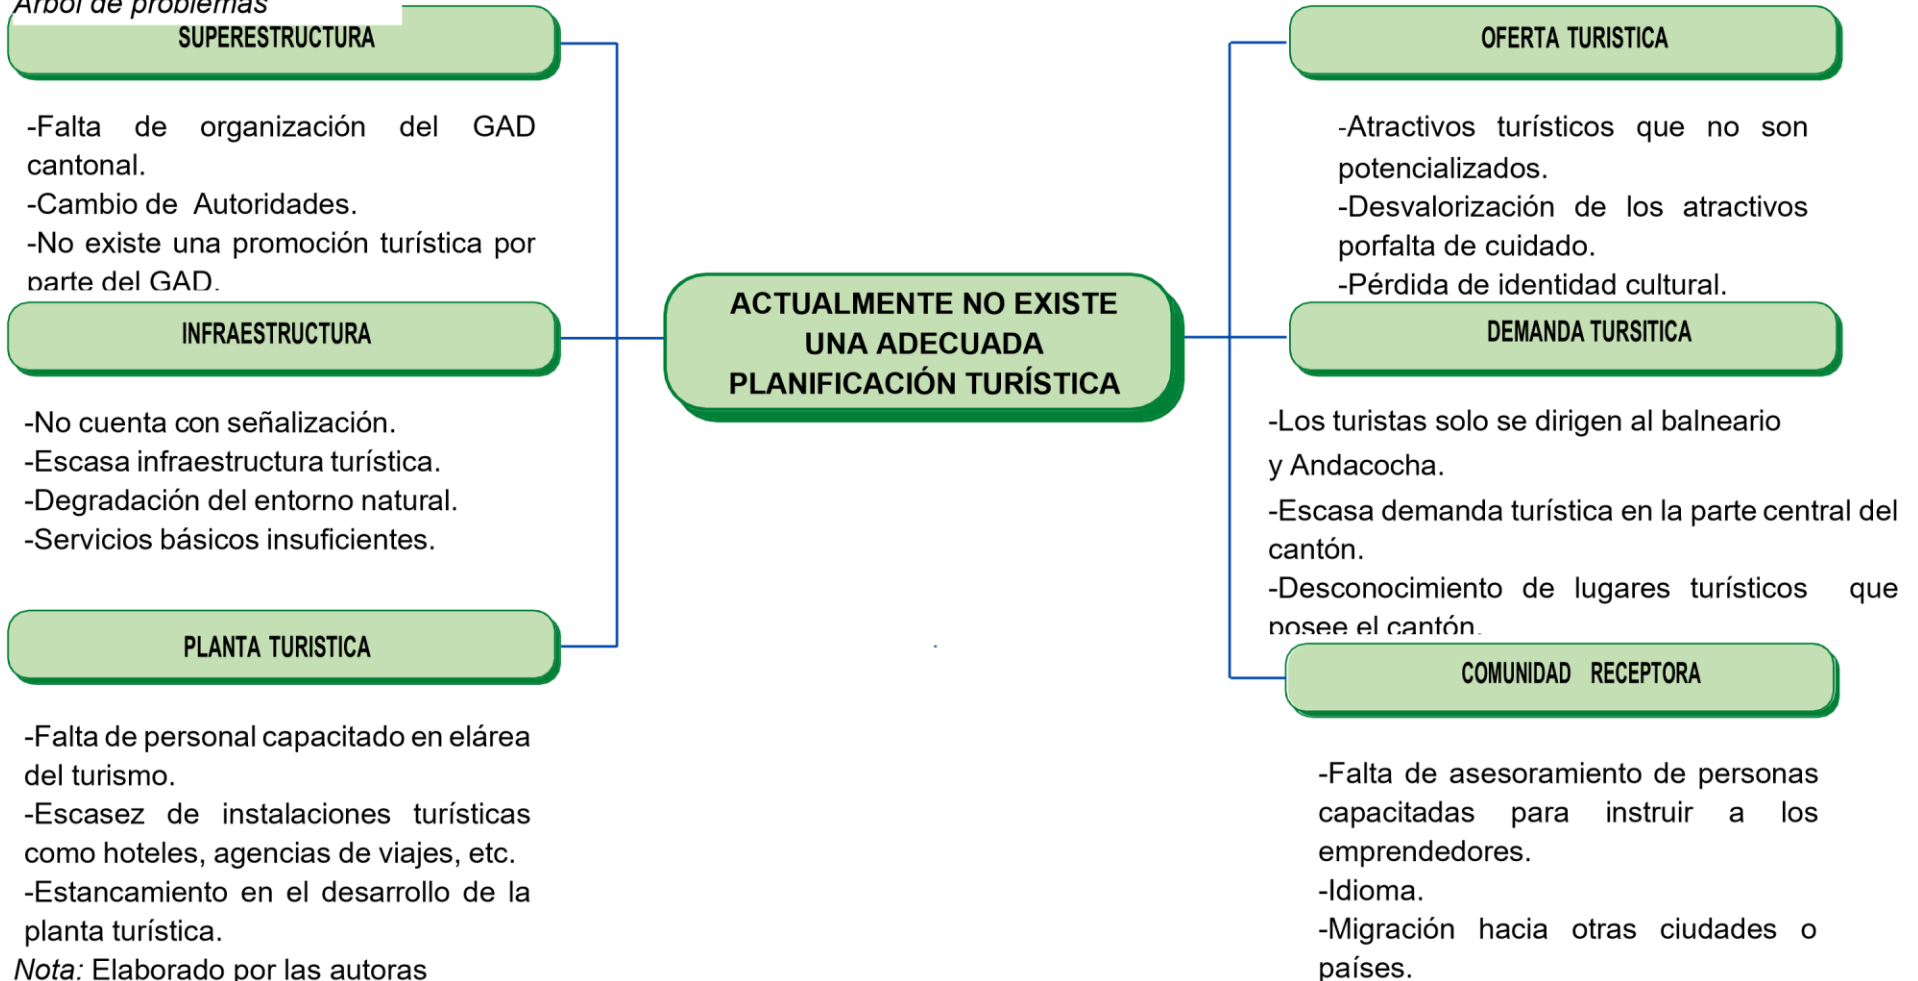 Árbol de problemas
SUPERESTRUCTURA
-Falta de organización del GAD
cantonal.
-Cambio de Autoridades.
-No existe una promoción turística por
parte del GAD.
INFRAESTRUCTURA
-No cuenta con señalización.
-Escasa infraestructura turística.
-Degradación del entorno natural.
-Servicios básicos insuficientes.
PLANTA TURISTICA
-Falta de personal capacitado en elárea
del turismo.
-Escasez de instalaciones turísticas
como hoteles, agencias de viajes, etc.
-Estancamiento en el desarrollo de la
planta turística.
Nota: Elaborado por las autoras
ACTUALMENTE NO EXISTE
UNA ADECUADA
PLANIFICACIÓN TURÍSTICA
OFERTA TURISTICA
-Atractivos turísticos que no son
potencializados.
-Desvalorización de los atractivos
porfalta de cuidado.
-Pérdida de identidad cultural.
DEMANDA TURSITICA
-Los turistas solo se dirigen al balneario
y Andacocha.
-Escasa demanda turística en la parte central del
cantón.
-Desconocimiento de lugares turísticos que
posee el cantón.
COMUNIDAD RECEPTORA
-Falta de asesoramiento de personas
capacitadas para instruir a los
emprendedores.
-Idioma.
-Migración hacia otras ciudades o
países.